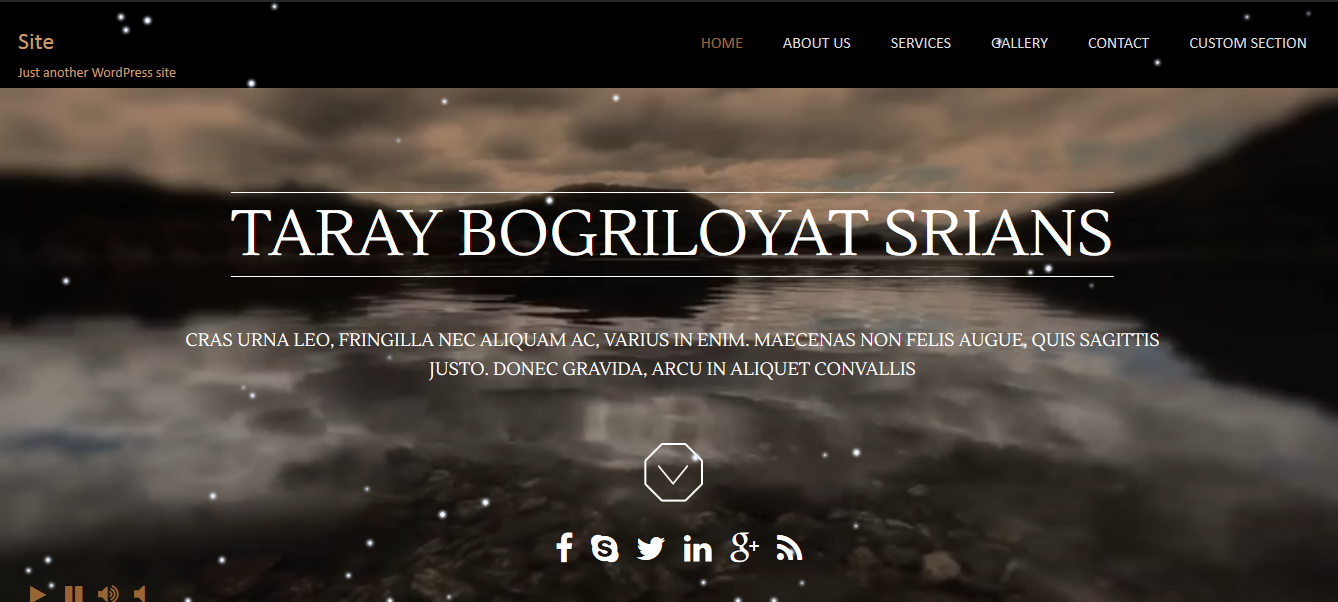 Site
Just another WordPress site
HOME ABOUT US SERVICES GALLERY CONTACT CUSTOM SECTION
TARAY BOGRILOYAT SRIANS
CRAS URNA LEO, FRINGILLA NEC ALIQUAM AC, VARIUS IN ENIM. MAECENAS NON FELIS AUGUE, QUIS SAGITTIS
JUSTO. DONEC GRAVIDA, ARCU IN ALIQUET CONVALLIS